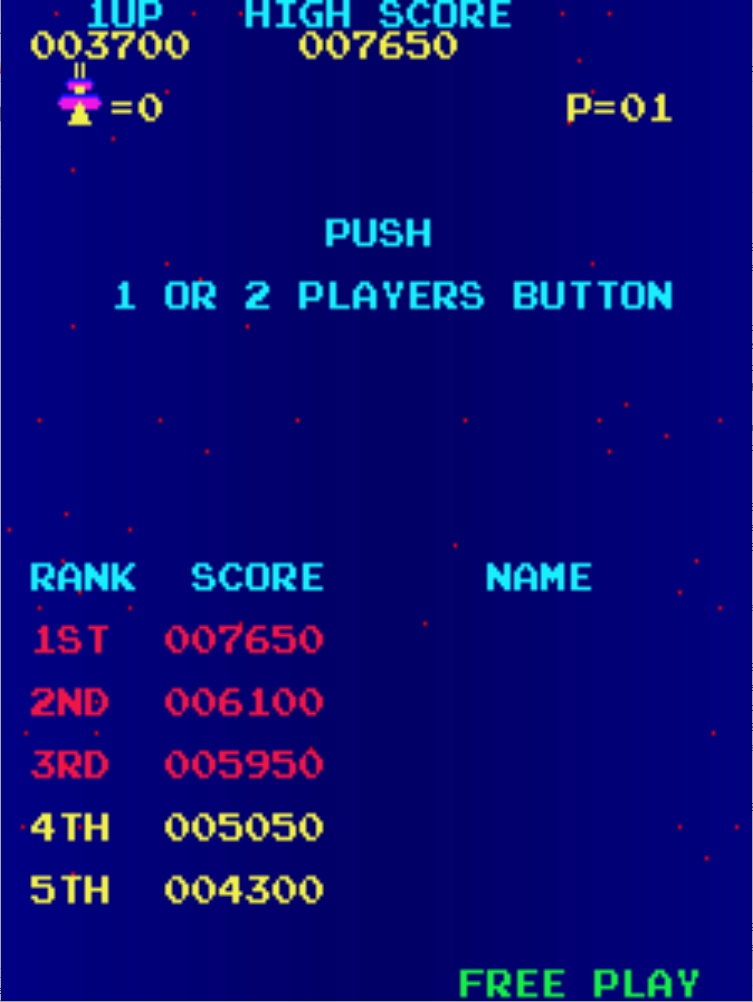 1UP HIGH SCORE
003700 007650
=0 P=01
PUSH
1 OR 2 PLAYERS BUTTON
RANK SCORE NAME
1ST 007650
2ND 006100
3RD 005950
4TH 005050
5TH 004300
FREE PLAY